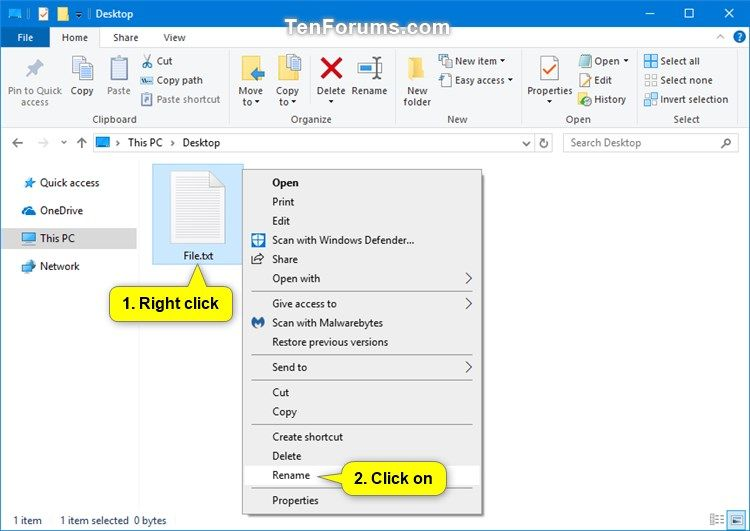 Desktop
TenForums.com
File Home Share View
Pin to Quick access
Copy
Paste
Cut
Copy path
Paste shortcut
Clipboard
Move to
Copy to
Delete
Rename
Organize
New folder
New item
Easy access
New
Properties
Open
Edit
History
Open
Select all
Select none
Invert selection
Select
This PC > Desktop
Search Desktop
Quick access
OneDrive
This PC
Network
File.txt
1. Right click
Open
Print
Edit
Scan with Windows Defender...
Share
Open with
Give access to
Scan with Malwarebytes
Restore previous versions
Send to
Cut
Copy
Create shortcut
Delete
Rename
2. Click on
Properties
1 item 1 item selected 0 bytes